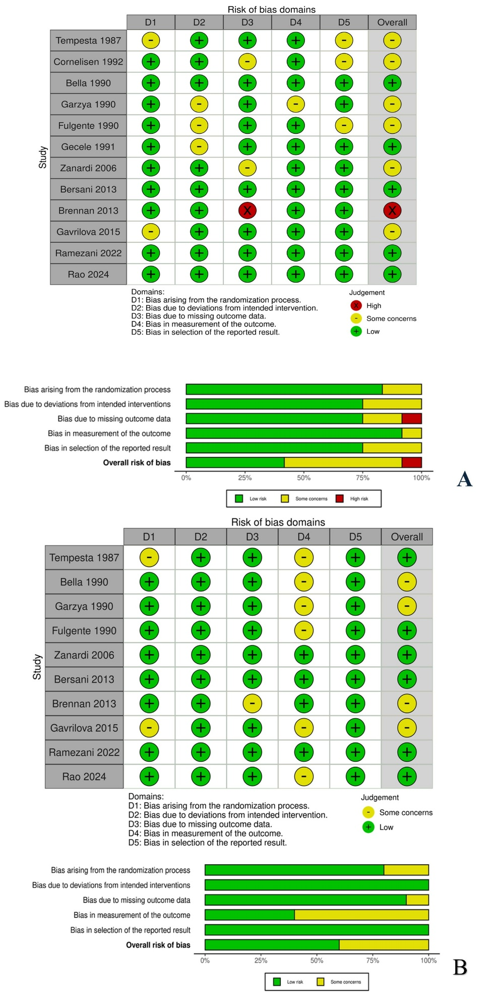 Risk of bias domains
D1 D2 D3 D4 D5 Overall
Study
Tempesta 1987 - + + + - -
Cornelisen 1992 + + - + - -
Bella 1990 + + + + + +
Garzya 1990 + - + - + -
Fulgente 1990 + - + + - -
Gecele 1991 + - + + + +
Zanardi 2006 + + - + + -
Bersani 2013 + + + + + +
Brennan 2013 + + X + + X
Gavrilova 2015 - + + + + -
Ramezani 2022 + + + + + +
Rao 2024 + + + + + +
Domains:
D1: Bias arising from the randomization process.
D2: Bias due to deviations from intended intervention.
D3: Bias due to missing outcome data.
D4: Bias in measurement of the outcome.
D5: Bias in selection of the reported result.
Judgement
X High
- Some concerns
+ Low
Bias arising from the randomization process
Bias due to deviations from intended interventions
Bias due to missing outcome data
Bias in measurement of the outcome
Bias in selection of the reported result
Overall risk of bias
0% 25% 50% 75% 100%
A
Low risk Some concerns High risk
Risk of bias domains
D1 D2 D3 D4 D5 Overall
Study
Tempesta 1987 - + + - + +
Bella 1990 + + + - + -
Garzya 1990 + + + - + -
Fulgente 1990 + + + - + +
Zanardi 2006 + + + + + +
Bersani 2013 + + + + + +
Brennan 2013 + + - + + -
Gavrilova 2015 - + + - + -
Ramezani 2022 + + + + + +
Rao 2024 + + + - + +
Domains:
D1: Bias arising from the randomization process.
D2: Bias due to deviations from intended intervention.
D3: Bias due to missing outcome data.
D4: Bias in measurement of the outcome.
D5: Bias in selection of the reported result.
Judgement
- Some concerns
+ Low
Bias arising from the randomization process
Bias due to deviations from intended interventions
Bias due to missing outcome data
Bias in measurement of the outcome
Bias in selection of the reported result
Overall risk of bias
0% 25% 50% 75% 100%
B
Low risk Some concerns